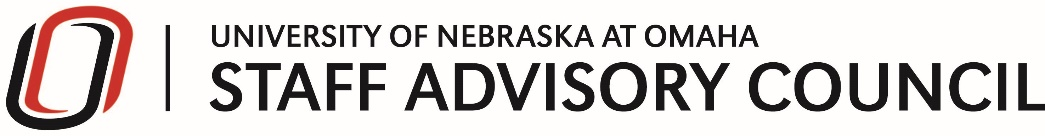 UNIVERSITY OF NEBRASKA AT OMAHA
STAFF ADVISORY COUNCIL